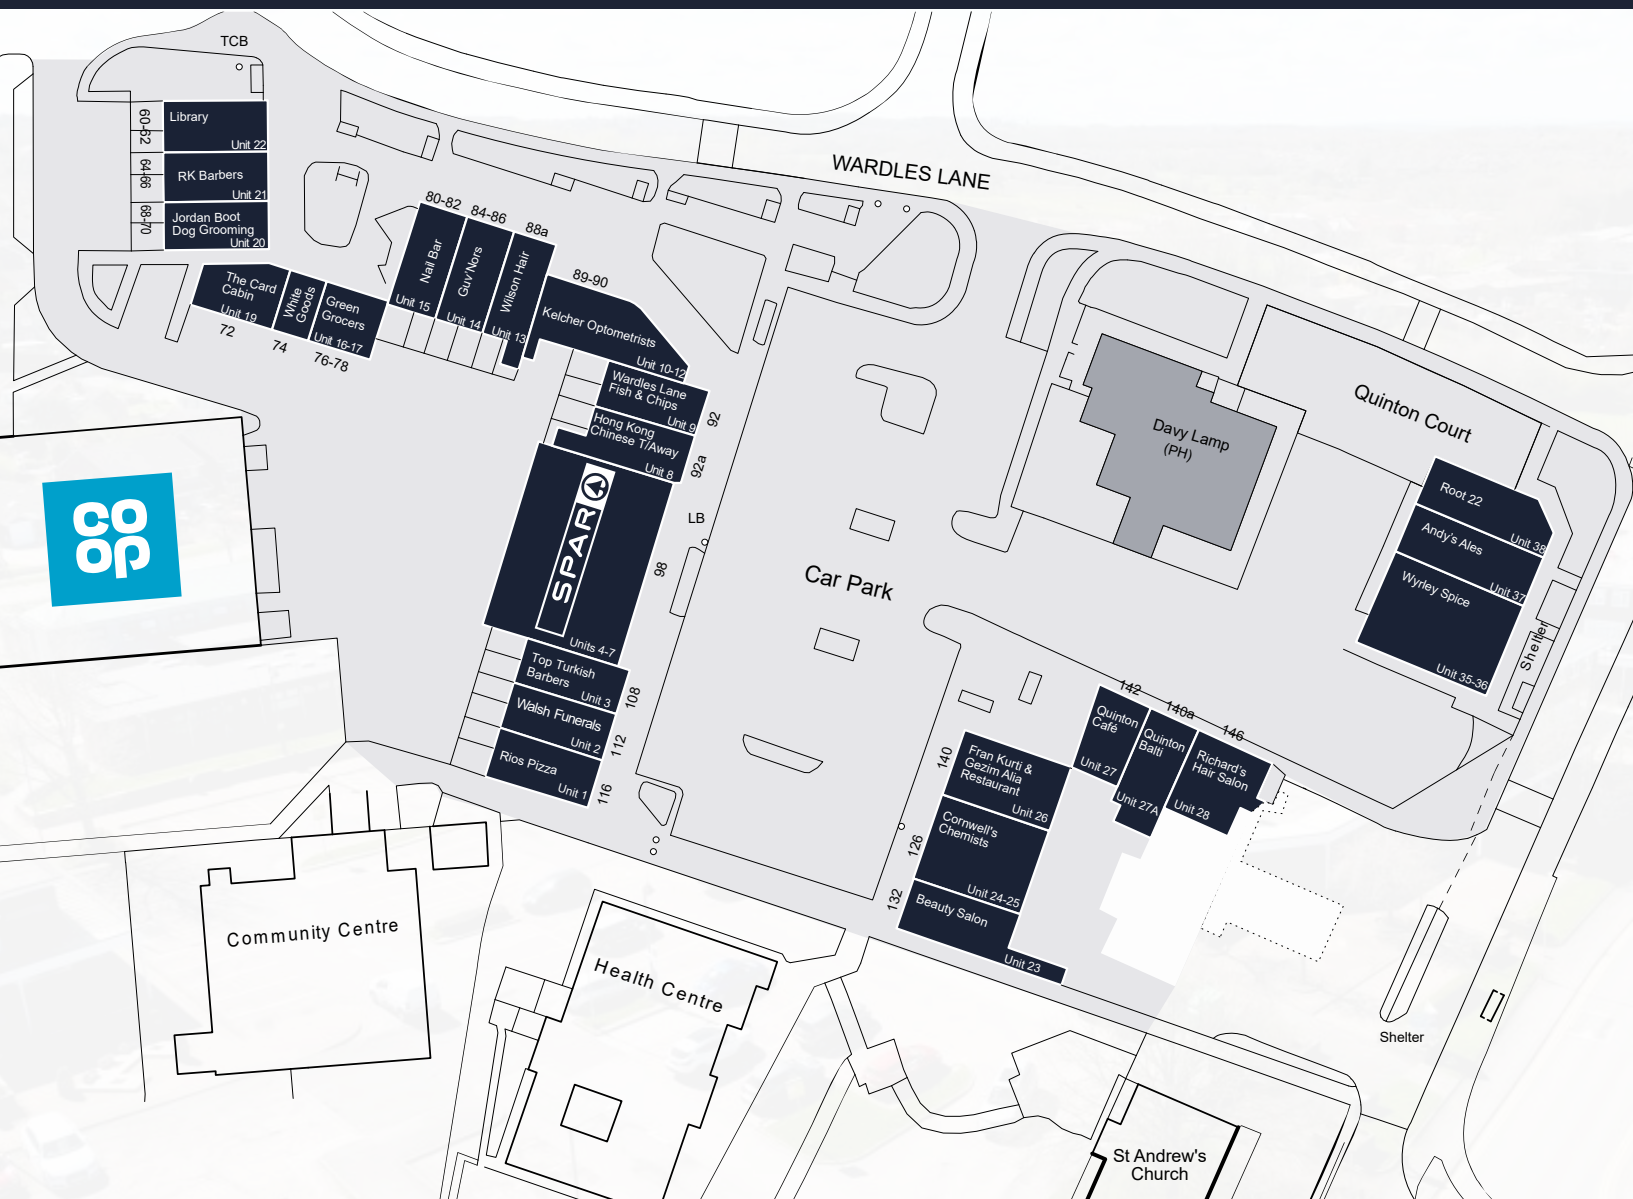 TCB
60-62
Library
Unit 22
64-66
RK Barbers
Unit 21
68-70
Jordan Boot
Dog Grooming
Unit 20
The Card
Cabin
Unit 19
72
White
Goods
74
Green
Grocers
Unit 16-17
76-78
80-82
Nail Bar
Unit 15
84-86
Guv'Nors
Unit 14
88a
Wilson Hair
Unit 13
89-90
Kelcher Optometrists
Unit 10-12
Wardles Lane
Fish & Chips
Unit 9
92
Hong Kong
Chinese T/Away
Unit 8
92a
SPAR
Units 4-7
LB
98
Top Turkish
Barbers
Unit 3
108
Walsh Funerals
Unit 2
112
Rios Pizza
Unit 1
116
WARDLES LANE
Car Park
Davy Lamp
(PH)
Quinton Court
Root 22
Unit 38
Andy's Ales
Unit 37
Wyrley Spice
Unit 35-36
Shelter
142
Quinton
Café
Unit 27
140a
Quinton
Balti
Unit 27A
146
Richard's
Hair Salon
Unit 28
140
Fran Kurti &
Gezim Alia
Restaurant
Unit 26
126
Cornwell's
Chemists
Unit 24-25
132
Beauty Salon
Unit 23
co
op
Community Centre
Health Centre
Shelter
St Andrew's
Church